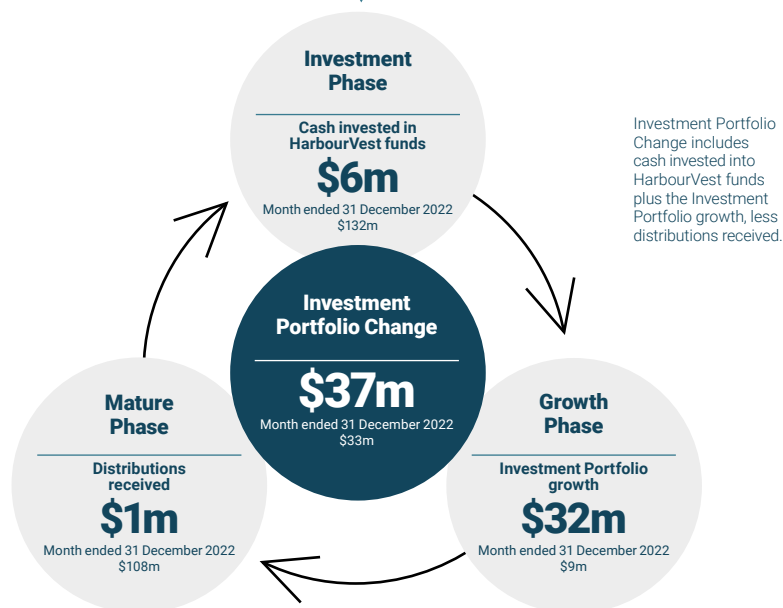 Investment
Phase
Cash invested in
HarbourVest funds
$6m
Month ended 31 December 2022
$132m
Investment Portfolio
Change includes
cash invested into
HarbourVest funds
plus the Investment
Portfolio growth, less
distributions received.
Investment
Portfolio Change
$37m
Month ended 31 December 2022
$33m
Mature
Phase
Distributions
received
$1m
Month ended 31 December 2022
$108m
Growth
Phase
Investment Portfolio
growth
$32m
Month ended 31 December 2022
$9m